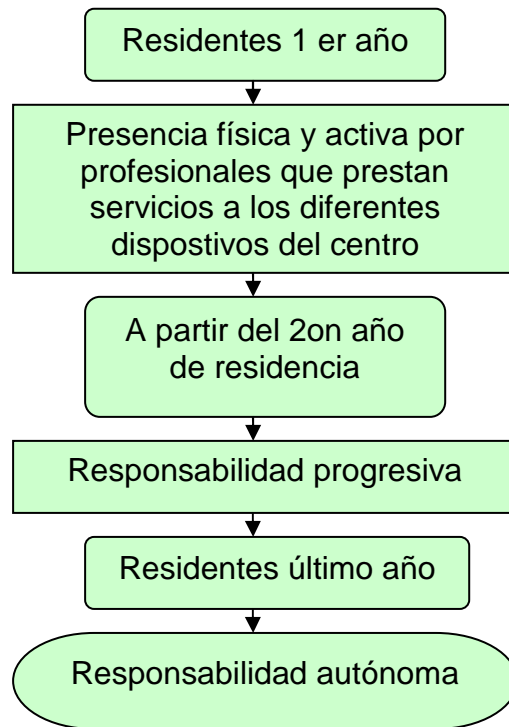 Residentes 1 er año
Presencia física y activa por
profesionales que prestan
servicios a los diferentes
dispostivos del centro
A partir del 2on año
de residencia
Responsabilidad progresiva
Residentes último año
Responsabilidad autónoma